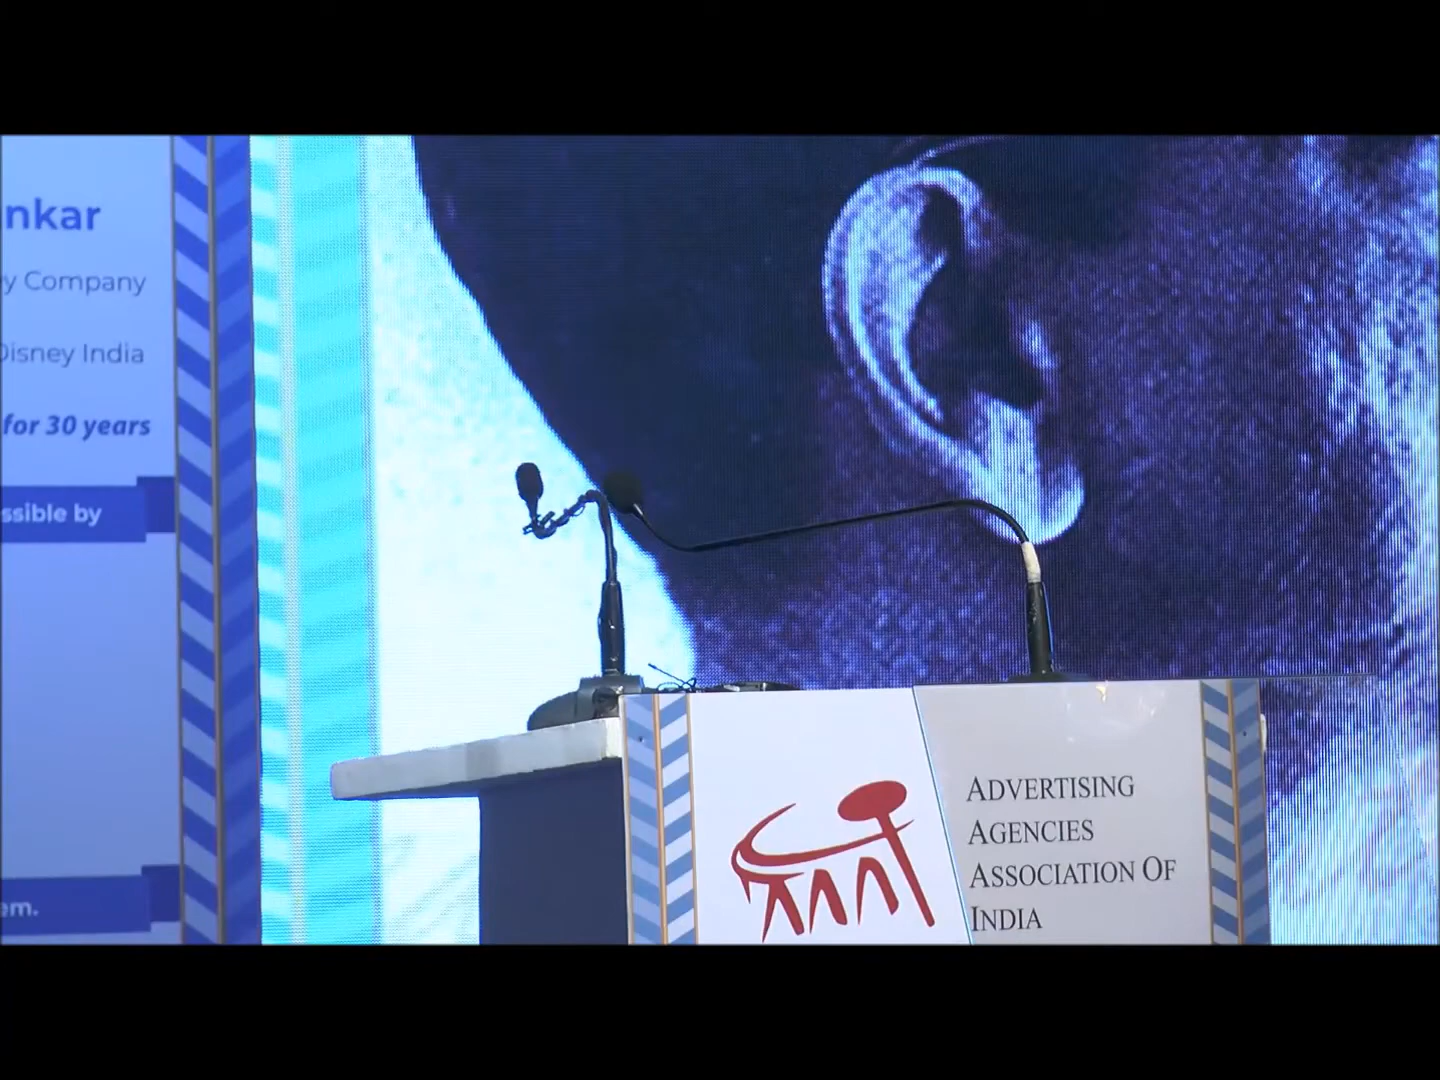 nkar
y Company
Disney India
for 30 years
ssible by
em.
ADVERTISING
AGENCIES
ASSOCIATION OF
INDIA